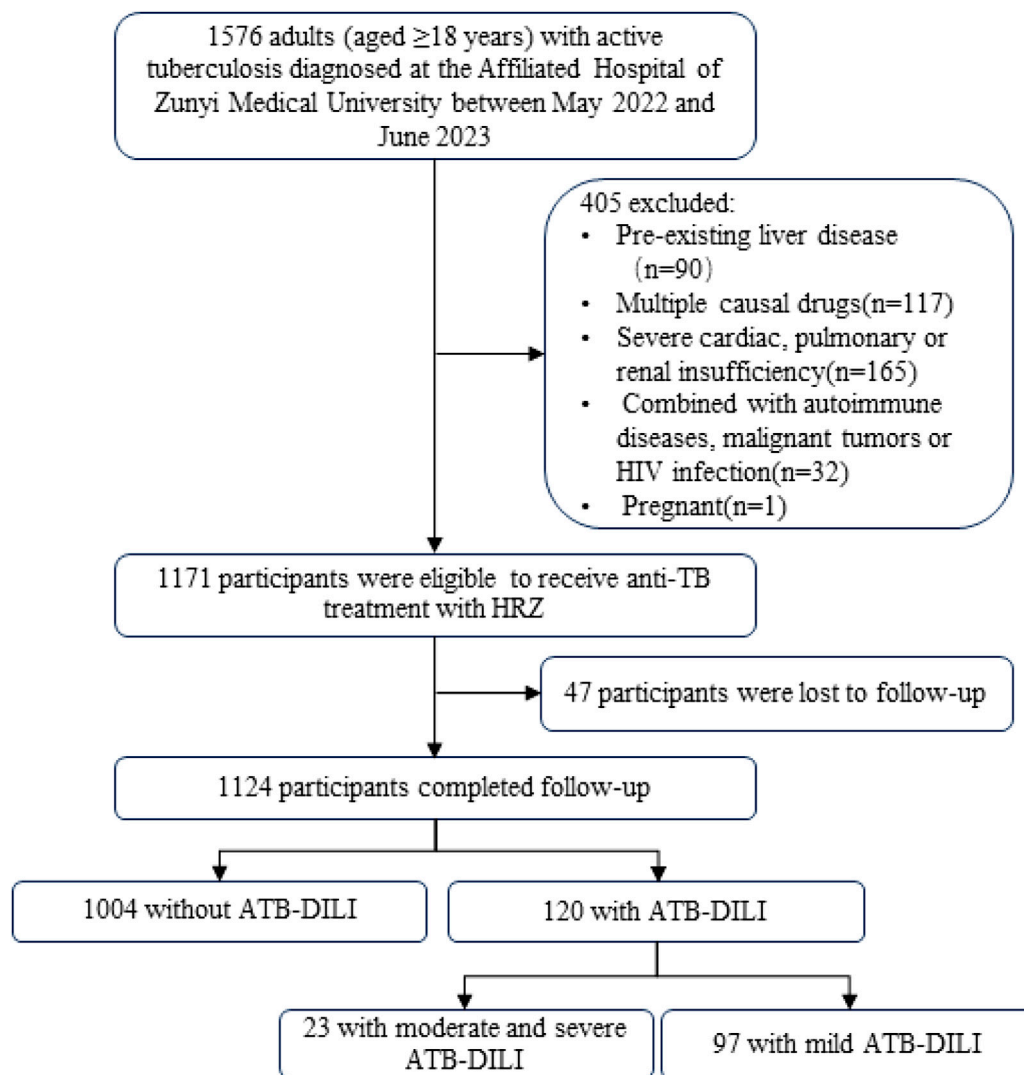 1576 adults (aged ≥18 years) with active
tuberculosis diagnosed at the Affiliated Hospital of
Zunyi Medical University between May 2022 and
June 2023
405 excluded:
• Pre-existing liver disease
（n=90）
• Multiple causal drugs(n=117)
• Severe cardiac, pulmonary or
renal insufficiency(n=165)
• Combined with autoimmune
diseases, malignant tumors or
HIV infection(n=32)
• Pregnant(n=1)
1171 participants were eligible to receive anti-TB
treatment with HRZ
47 participants were lost to follow-up
1124 participants completed follow-up
1004 without ATB-DILI
120 with ATB-DILI
23 with moderate and severe
ATB-DILI
97 with mild ATB-DILI